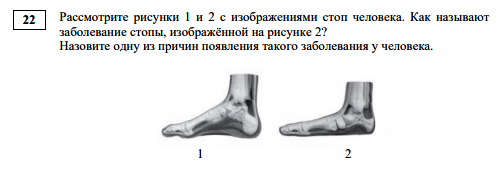 22 Рассмотрите рисунки 1 и 2 с изображениями стоп человека. Как называют
заболевание стопы, изображённой на рисунке 2?
Назовите одну из причин появления такого заболевания у человека.
1 2